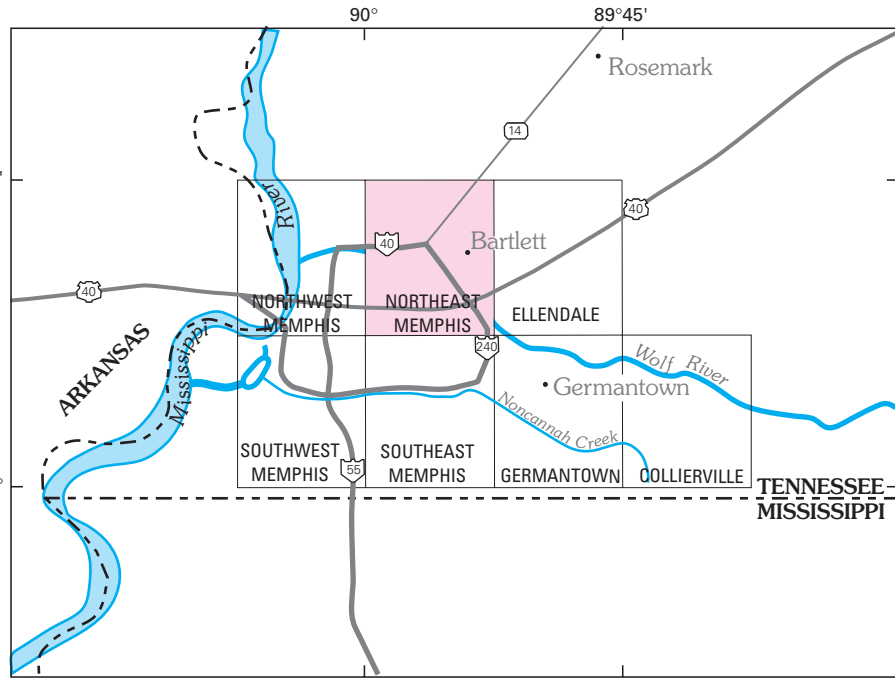 90°
89°45'
Rosemark
14
River
40
40
Bartlett
40
NORTHWEST
MEMPHIS
NORTHEAST
MEMPHIS
ELLENDALE
ARKANSAS
Mississippi
240
Wolf River
Germantown
Noncannah Creek
SOUTHWEST
MEMPHIS
55
SOUTHEAST
MEMPHIS
GERMANTOWN
COLLIERVILLE
TENNESSEE
MISSISSIPPI